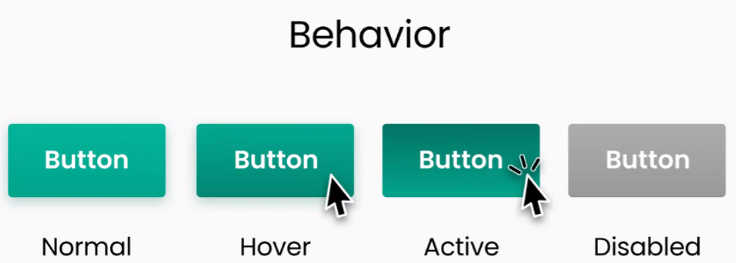 Behavior
Button Button Button Button
Normal Hover Active Disabled